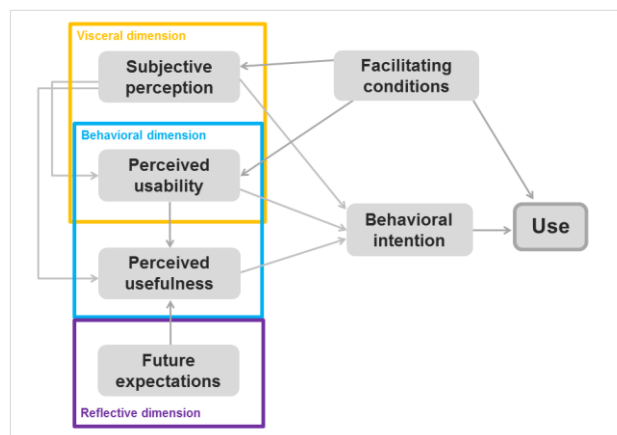 Visceral dimension
Subjective
perception
Facilitating
conditions
Behavioral dimension
Perceived
usability
Behavioral
intention
Use
Perceived
usefulness
Future
expectations
Reflective dimension